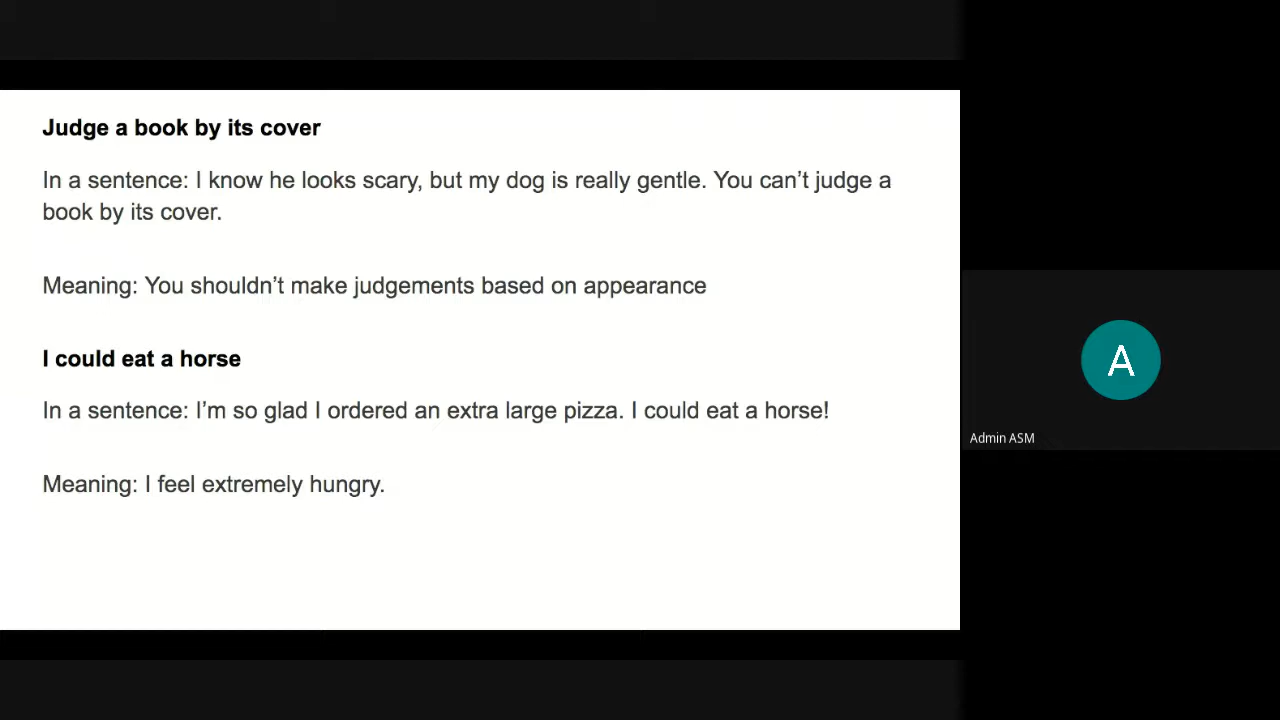 Judge a book by its cover
In a sentence: I know he looks scary, but my dog is really gentle. You can’t judge a
book by its cover.
Meaning: You shouldn’t make judgements based on appearance
I could eat a horse
In a sentence: I’m so glad I ordered an extra large pizza. I could eat a horse!
Meaning: I feel extremely hungry.
A
Admin ASM